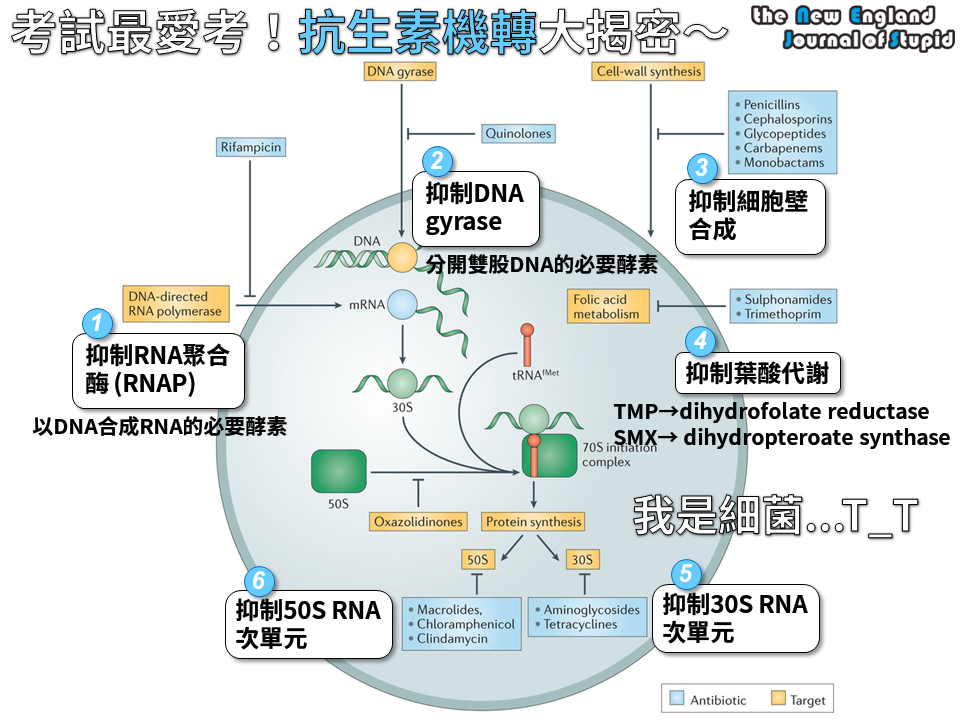 考試最愛考！抗生素機轉大揭密～
the New England
Journal of Stupid
DNA gyrase
Cell-wall synthesis
Quinolones
• Penicillins
• Cephalosporins
• Glycopeptides
• Carbapenems
• Monobactams
Rifampicin
2
抑制DNA
gyrase
3
抑制細胞壁
合成
DNA
分開雙股DNA的必要酵素
DNA-directed
RNA polymerase
mRNA
Folic acid
metabolism
• Sulphonamides
• Trimethoprim
1
抑制RNA聚合
酶 (RNAP)
以DNA合成RNA的必要酵素
4
抑制葉酸代謝
TMP→dihydrofolate reductase
SMX→ dihydropteroate synthase
tRNAfMet
30S
70S initiation
complex
50S
我是細菌...T_T
Oxazolidinones
Protein synthesis
50S
30S
6
抑制50S RNA
次單元
• Macrolides,
• Chloramphenicol
• Clindamycin
• Aminoglycosides
• Tetracyclines
5
抑制30S RNA
次單元
Antibiotic
Target